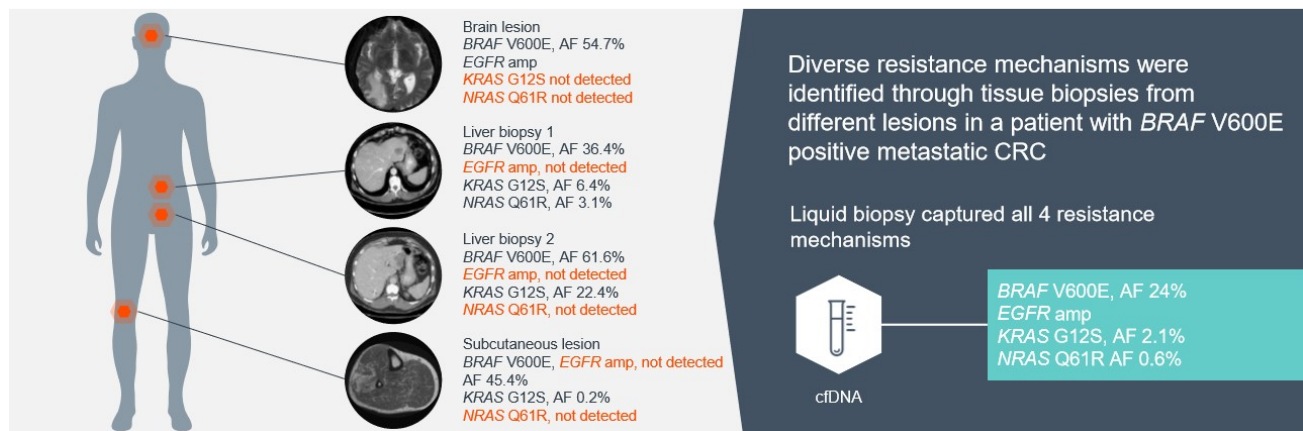 Brain lesion
BRAF V600E, AF 54.7%
EGFR amp
KRAS G12S not detected
NRAS Q61R not detected
Liver biopsy 1
BRAF V600E, AF 36.4%
EGFR amp, not detected
KRAS G12S, AF 6.4%
NRAS Q61R, AF 3.1%
Liver biopsy 2
BRAF V600E, AF 61.6%
EGFR amp, not detected
KRAS G12S, AF 22.4%
NRAS Q61R, not detected
Subcutaneous lesion
BRAF V600E, EGFR amp, not detected
AF 45.4%
KRAS G12S, AF 0.2%
NRAS Q61R, not detected
Diverse resistance mechanisms were
identified through tissue biopsies from
different lesions in a patient with BRAF V600E
positive metastatic CRC
Liquid biopsy captured all 4 resistance
mechanisms
cfDNA
BRAF V600E, AF 24%
EGFR amp
KRAS G12S, AF 2.1%
NRAS Q61R AF 0.6%